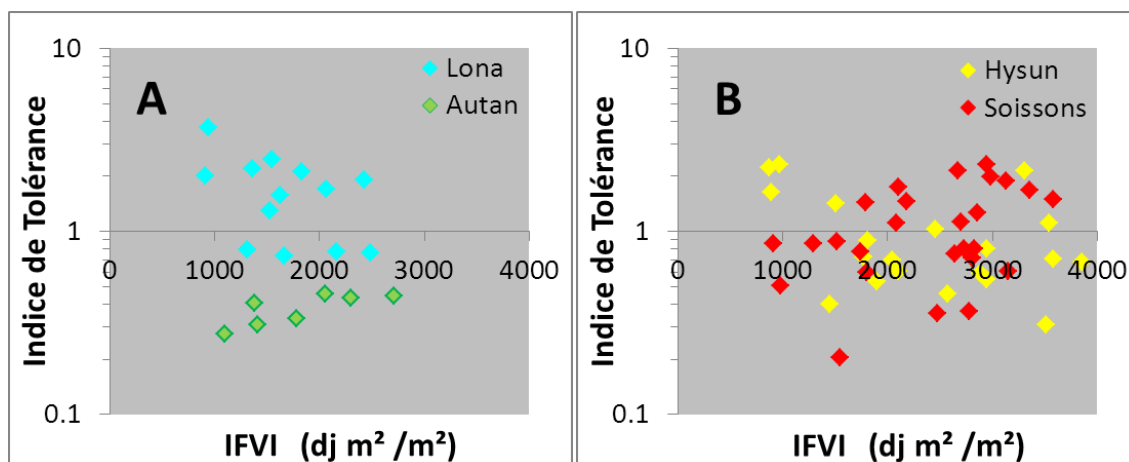 10
A
Lona
Autan
1
0
1000
2000
3000
4000
0.1
Indice de Tolérance
IFVI (dj m² /m²)
10
B
Hysun
Soissons
1
0
1000
2000
3000
4000
0.1
Indice de Tolérance
IFVI (dj m² /m²)